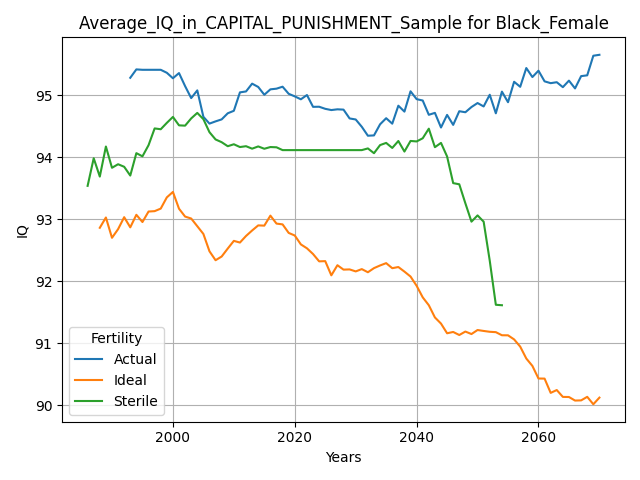 Average_IQ_in_CAPITAL_PUNISHMENT_Sample for Black_Female
IQ
95
94
93
92
91
90
Fertility
Actual
Ideal
Sterile
2000 2020 2040 2060
Years